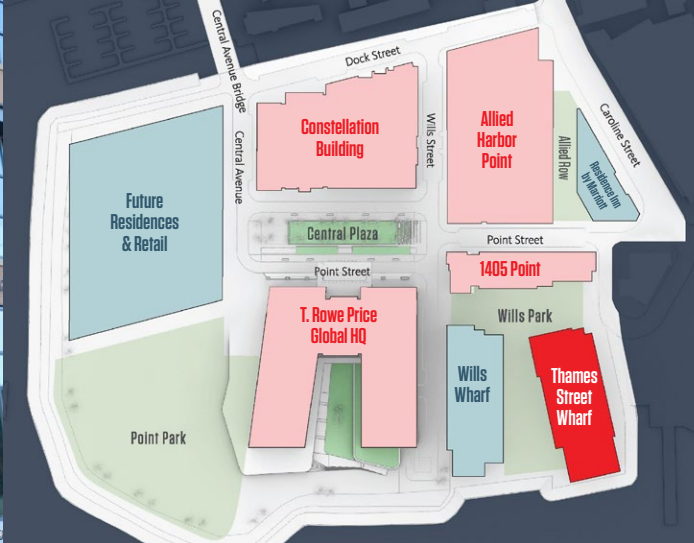 Central Avenue Bridge
Dock Street
Constellation
Building
Wills Street
Allied
Harbor
Point
Allied Row
Caroline Street
Residence Inn
by Marriott
Central Avenue
Future
Residences
& Retail
Central Plaza
Point Street
Point Street
1405 Point
T. Rowe Price
Global HQ
Wills Park
Wills
Wharf
Thames
Street
Wharf
Point Park